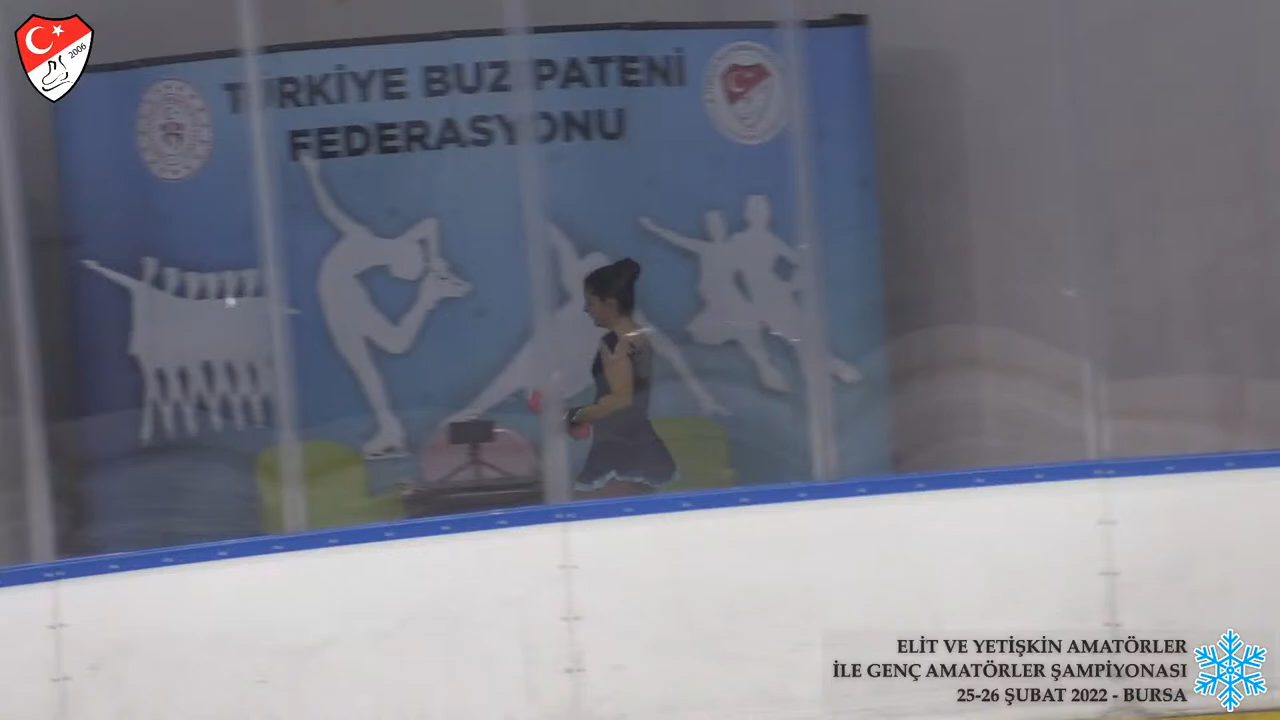 2006
TÜRKİYE BUZ PATENİ
FEDERASYONU
ELİT VE YETİŞKİN AMATÖRLER
İLE GENÇ AMATÖRLER ŞAMPİYONASI
25-26 ŞUBAT 2022 - BURSA